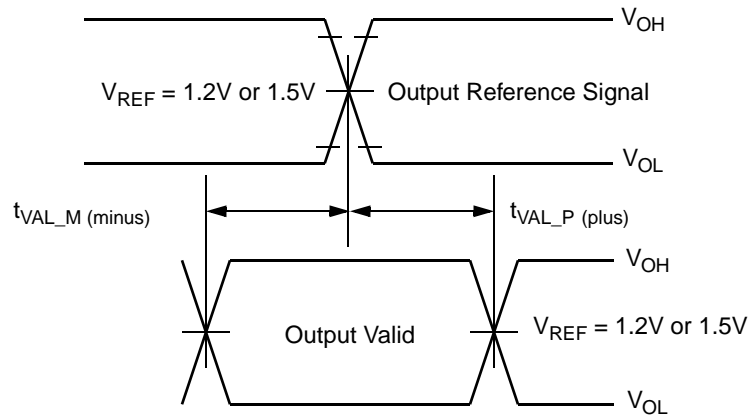 VOH
VREF = 1.2V or 1.5V
Output Reference Signal
VOL
tVAL_M (minus)
tVAL_P (plus)
VOH
Output Valid
VREF = 1.2V or 1.5V
VOL